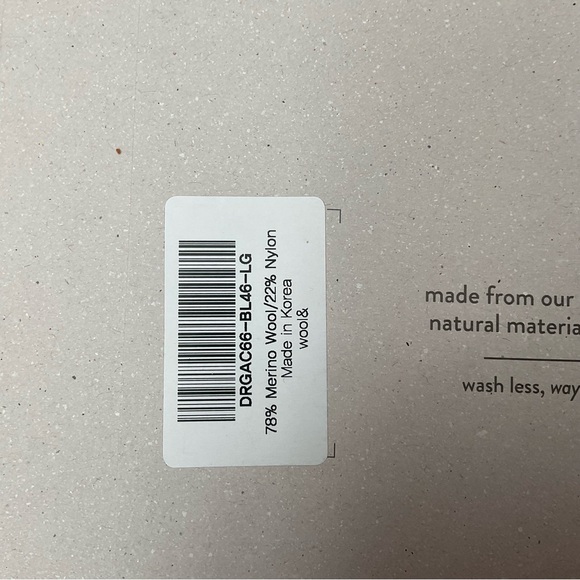 DRGAC66-BL46-LG
78% Merino Wool/22% Nylon
Made in Korea
wool&
made from our
natural materia
wash less, way